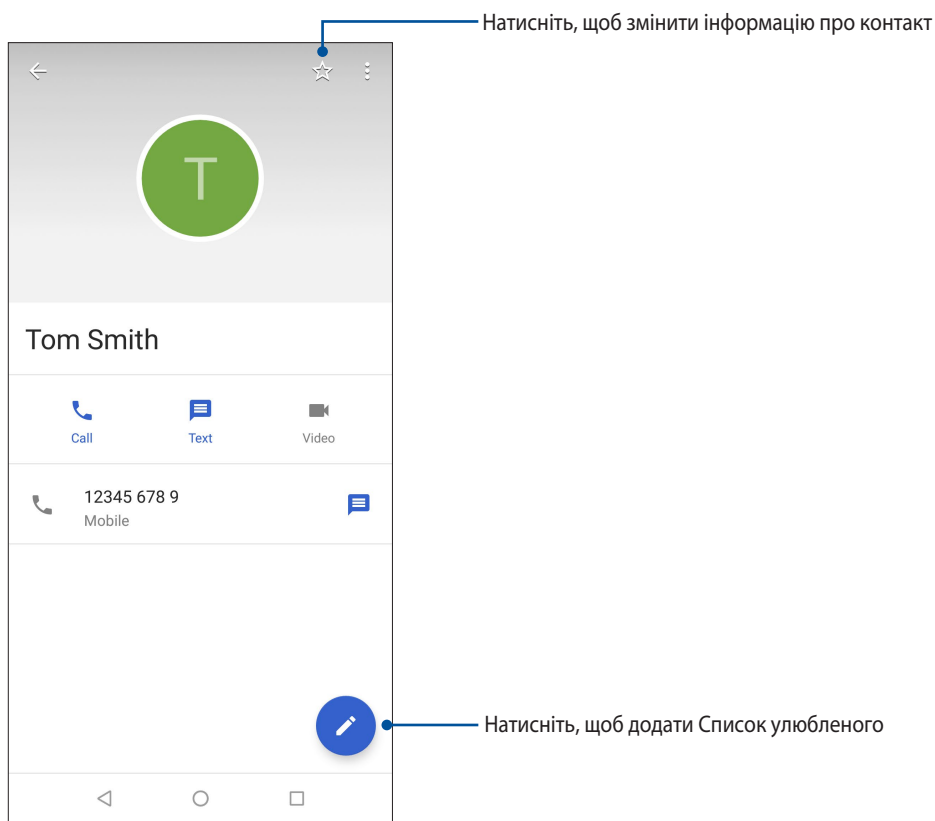 Натисніть, щоб змінити інформацію про контакт
T
Tom Smith
Call Text Video
12345 678 9
Mobile
Натисніть, щоб додати Список улюбленого